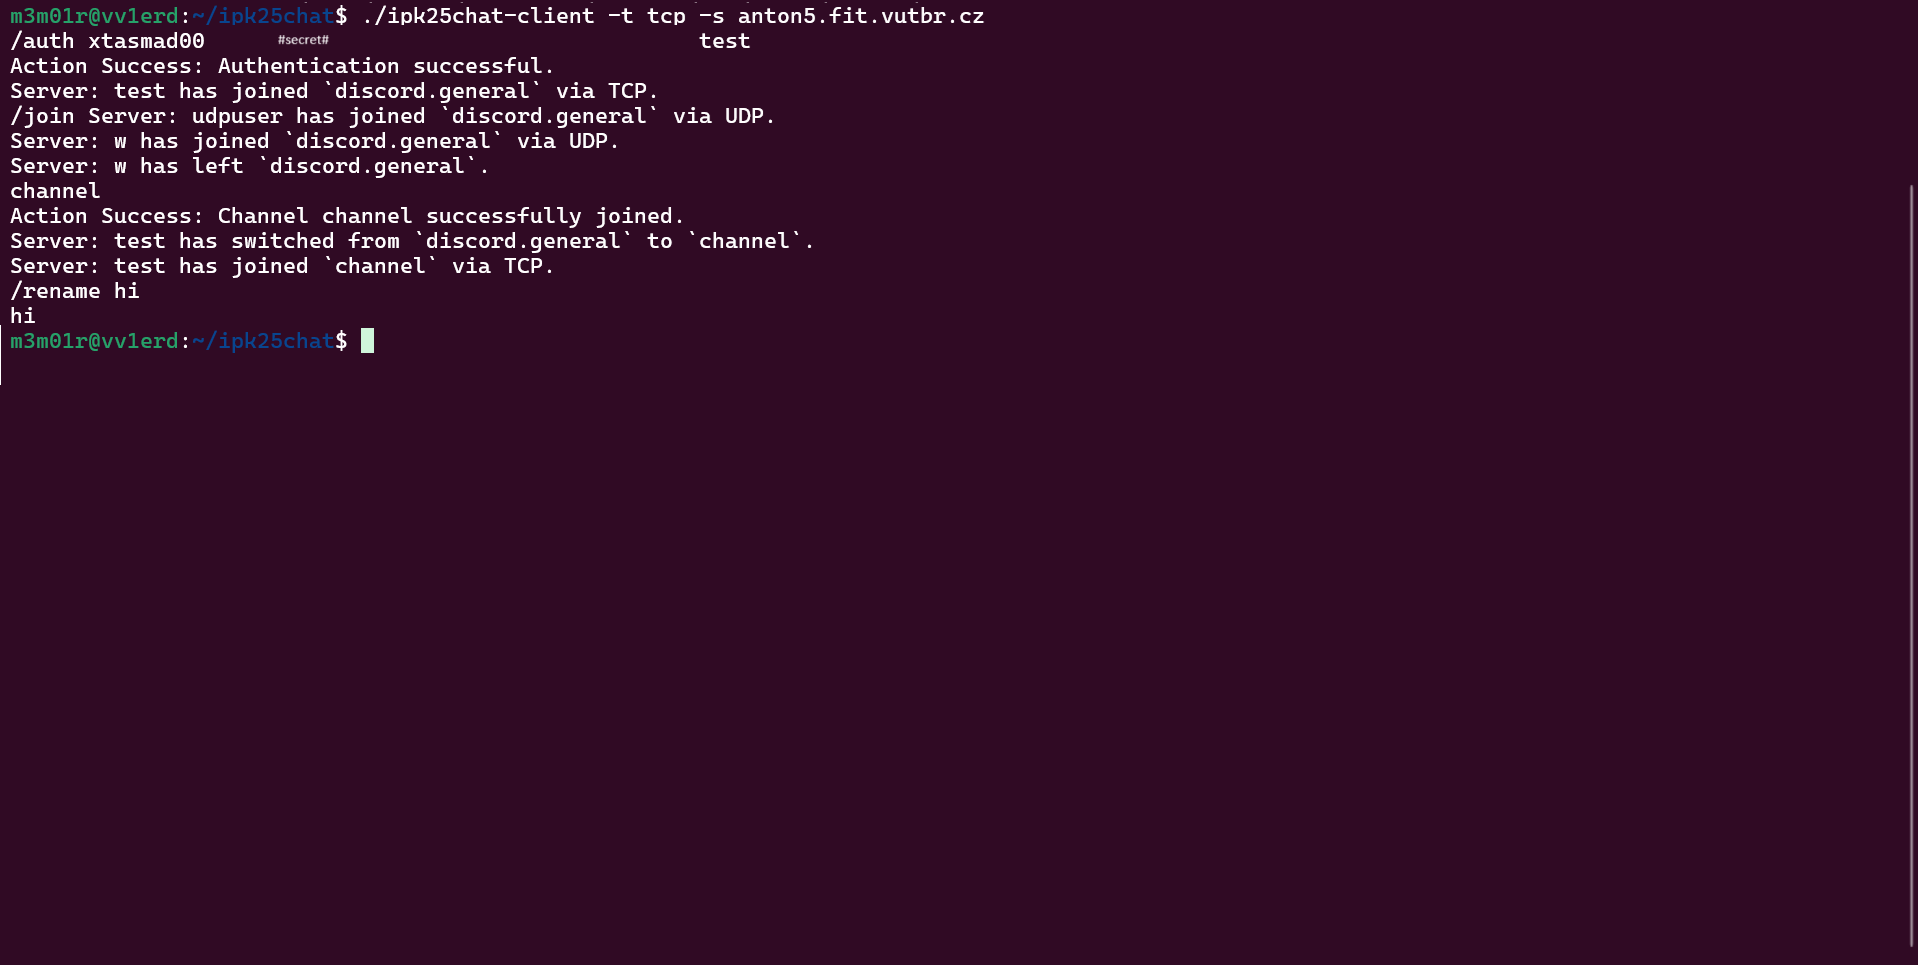 m3m01r@vv1erd:~/ipk25chat$ ./ipk25chat-client -t tcp -s anton5.fit.vutbr.cz
/auth xtasmad00 #secret# test
Action Success: Authentication successful.
Server: test has joined `discord.general` via TCP.
/join Server: udpuser has joined `discord.general` via UDP.
Server: w has joined `discord.general` via UDP.
Server: w has left `discord.general`.
channel
Action Success: Channel channel successfully joined.
Server: test has switched from `discord.general` to `channel`.
Server: test has joined `channel` via TCP.
/rename hi
hi
m3m01r@vv1erd:~/ipk25chat$